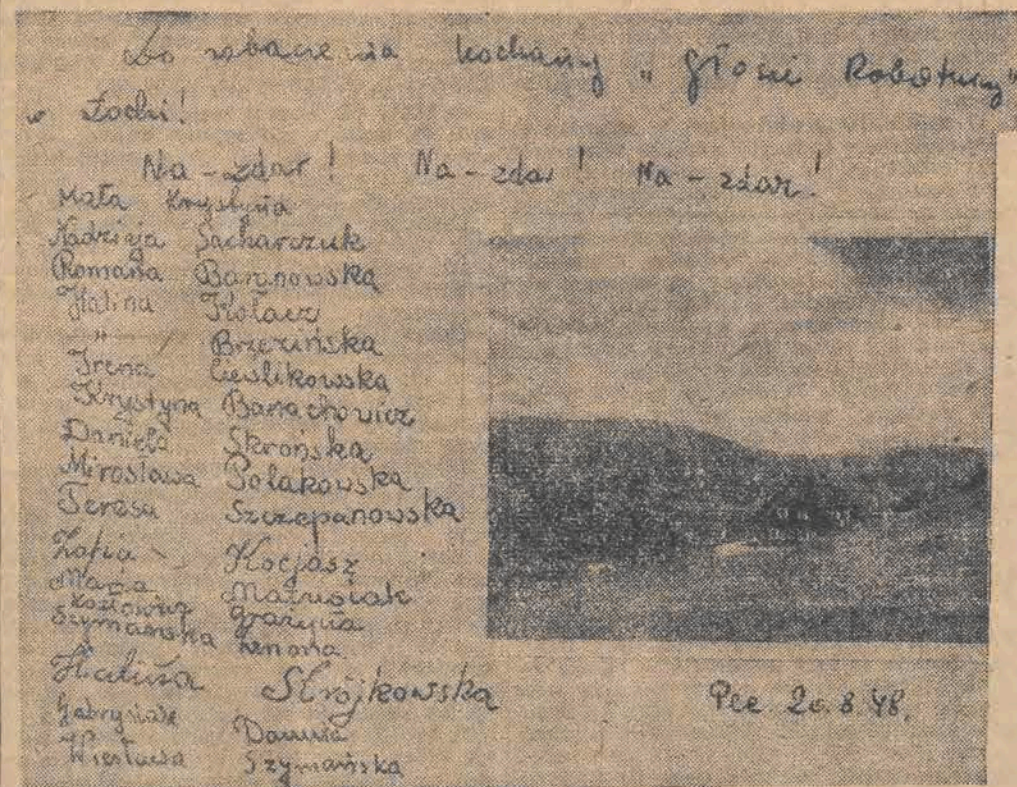 Do zobaczenia kochany „Głosie Robotniczy"
w Łodzi!
Na-zdar! Na-zdar! Na-zdar!
Mała Krystyna
Nadzieja Sacharczuk
Romana Baranowska
Halina Kołacz
—"— Brzezińska
Irena Cieślikowska
Krystyna Banachowicz
Daniela Skrońska
Mirosława Polakowska
Teresa Szczepanowska
Zofia Kocjasz
Maria Matusiak
Grażyna
Szymańska Zenona
Halina Strójkowska
Danuta
Wiesława Szymańska
Pec 20.8.48.